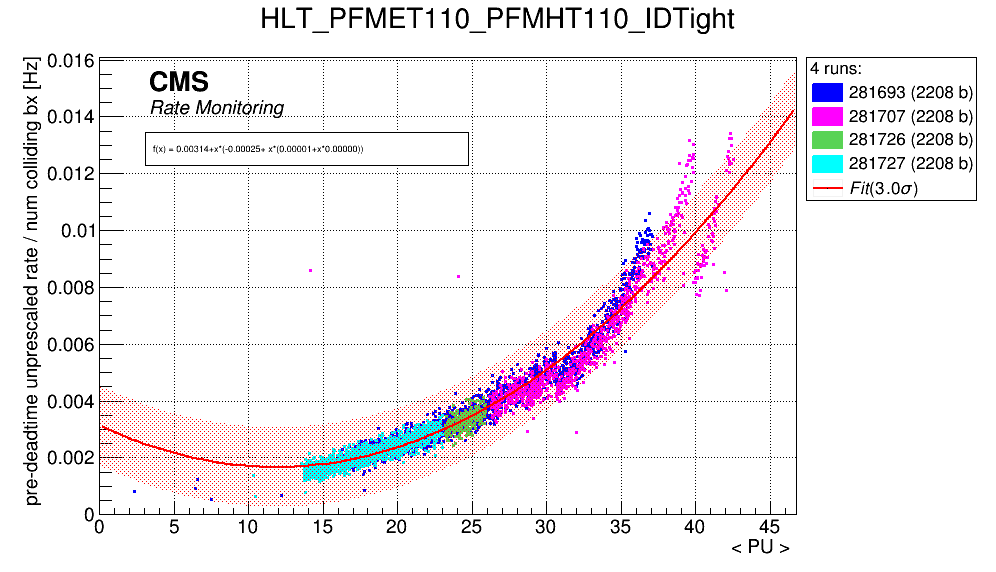 HLT_PFMET110_PFMHT110_IDTight
pre-deadtime unprescaled rate / num colliding bx [Hz]
0.016
0.014
0.012
0.01
0.008
0.006
0.004
0.002
0
CMS
Rate Monitoring
f(x) = 0.00314+x*(-0.00025+ x*(0.00001+x*0.00000))
4 runs:
281693 (2208 b)
281707 (2208 b)
281726 (2208 b)
281727 (2208 b)
Fit(3.0σ)
0 5 10 15 20 25 30 35 40 45
< PU >